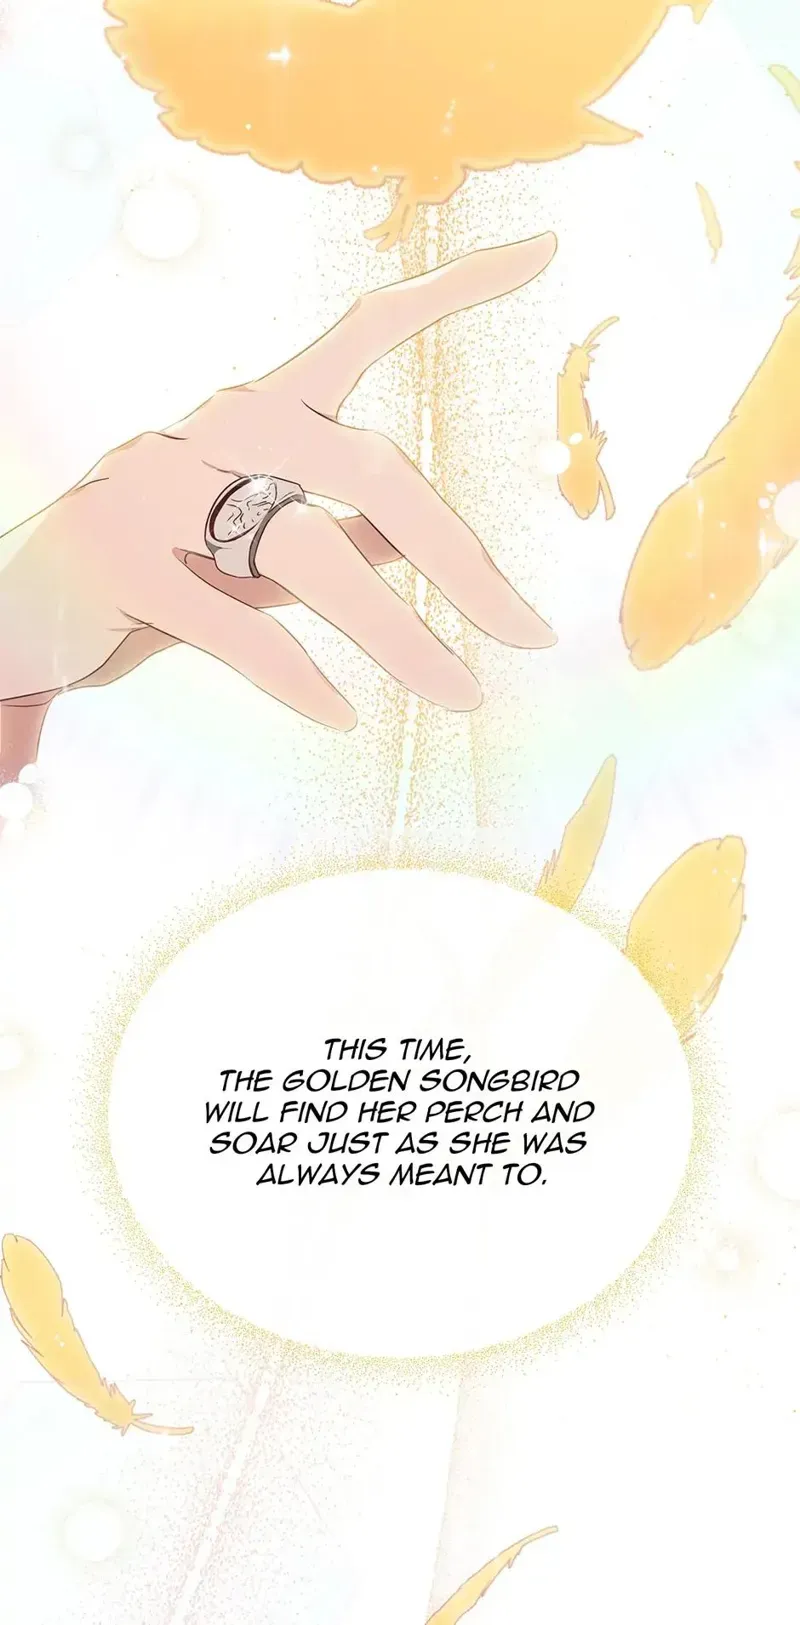 THIS TIME,
THE GOLDEN SONGBIRD
WILL FIND HER PERCH AND
SOAR JUST AS SHE WAS
ALWAYS MEANT TO.